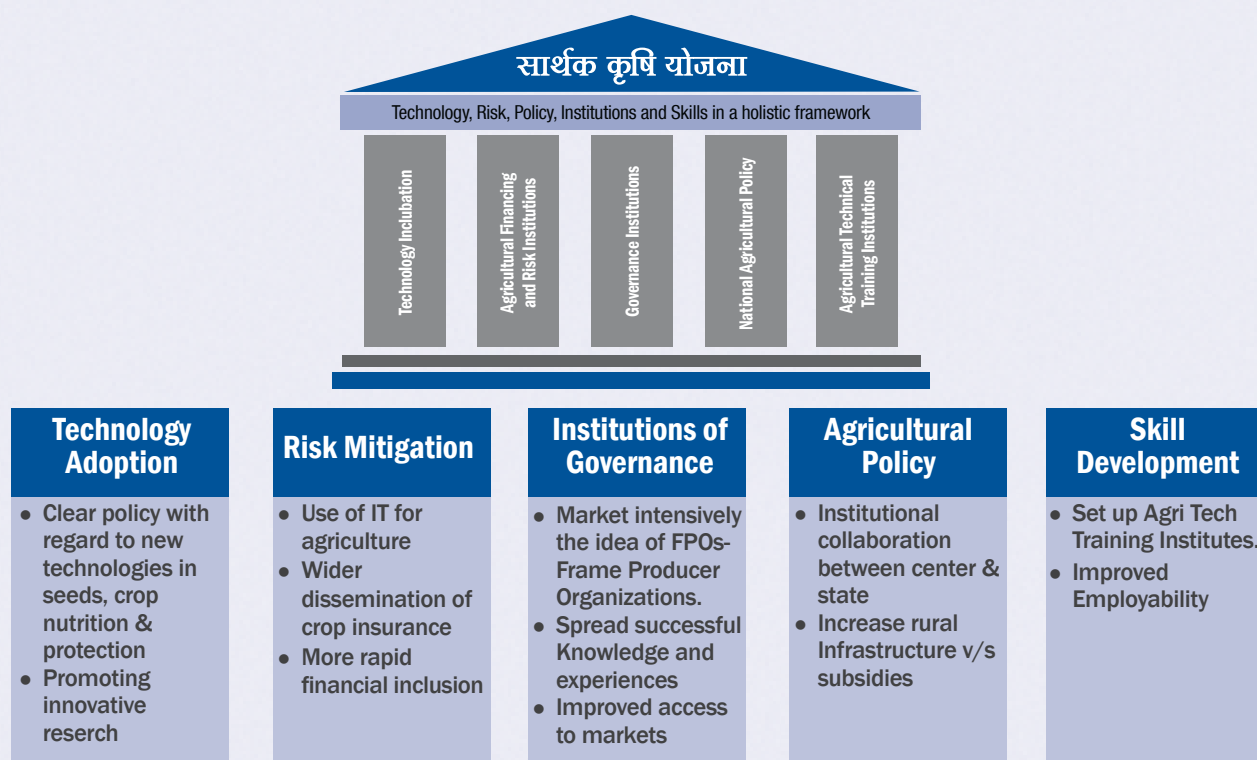 सार्थक कृषि योजना
Technology, Risk, Policy, Institutions and Skills in a holistic framework
Technology Inclubation
Agricultural Financing
and Risk Institutions
Governance Institutions
National Agricultural Policy
Agricultural Technical
Training Institutions
Technology
Adoption
● Clear policy with
regard to new
technologies in
seeds, crop
nutrition &
protection
● Promoting
innovative
reserch
Risk Mitigation
● Use of IT for
agriculture
● Wider
dissemination of
crop insurance
● More rapid
financial inclusion
Institutions of
Governance
● Market intensively
the idea of FPOs-
Frame Producer
Organizations.
● Spread successful
Knowledge and
experiences
● Improved access
to markets
Agricultural
Policy
● Institutional
collaboration
between center &
state
● Increase rural
Infrastructure v/s
subsidies
Skill
Development
● Set up Agri Tech
Training Institutes.
● Improved
Employability